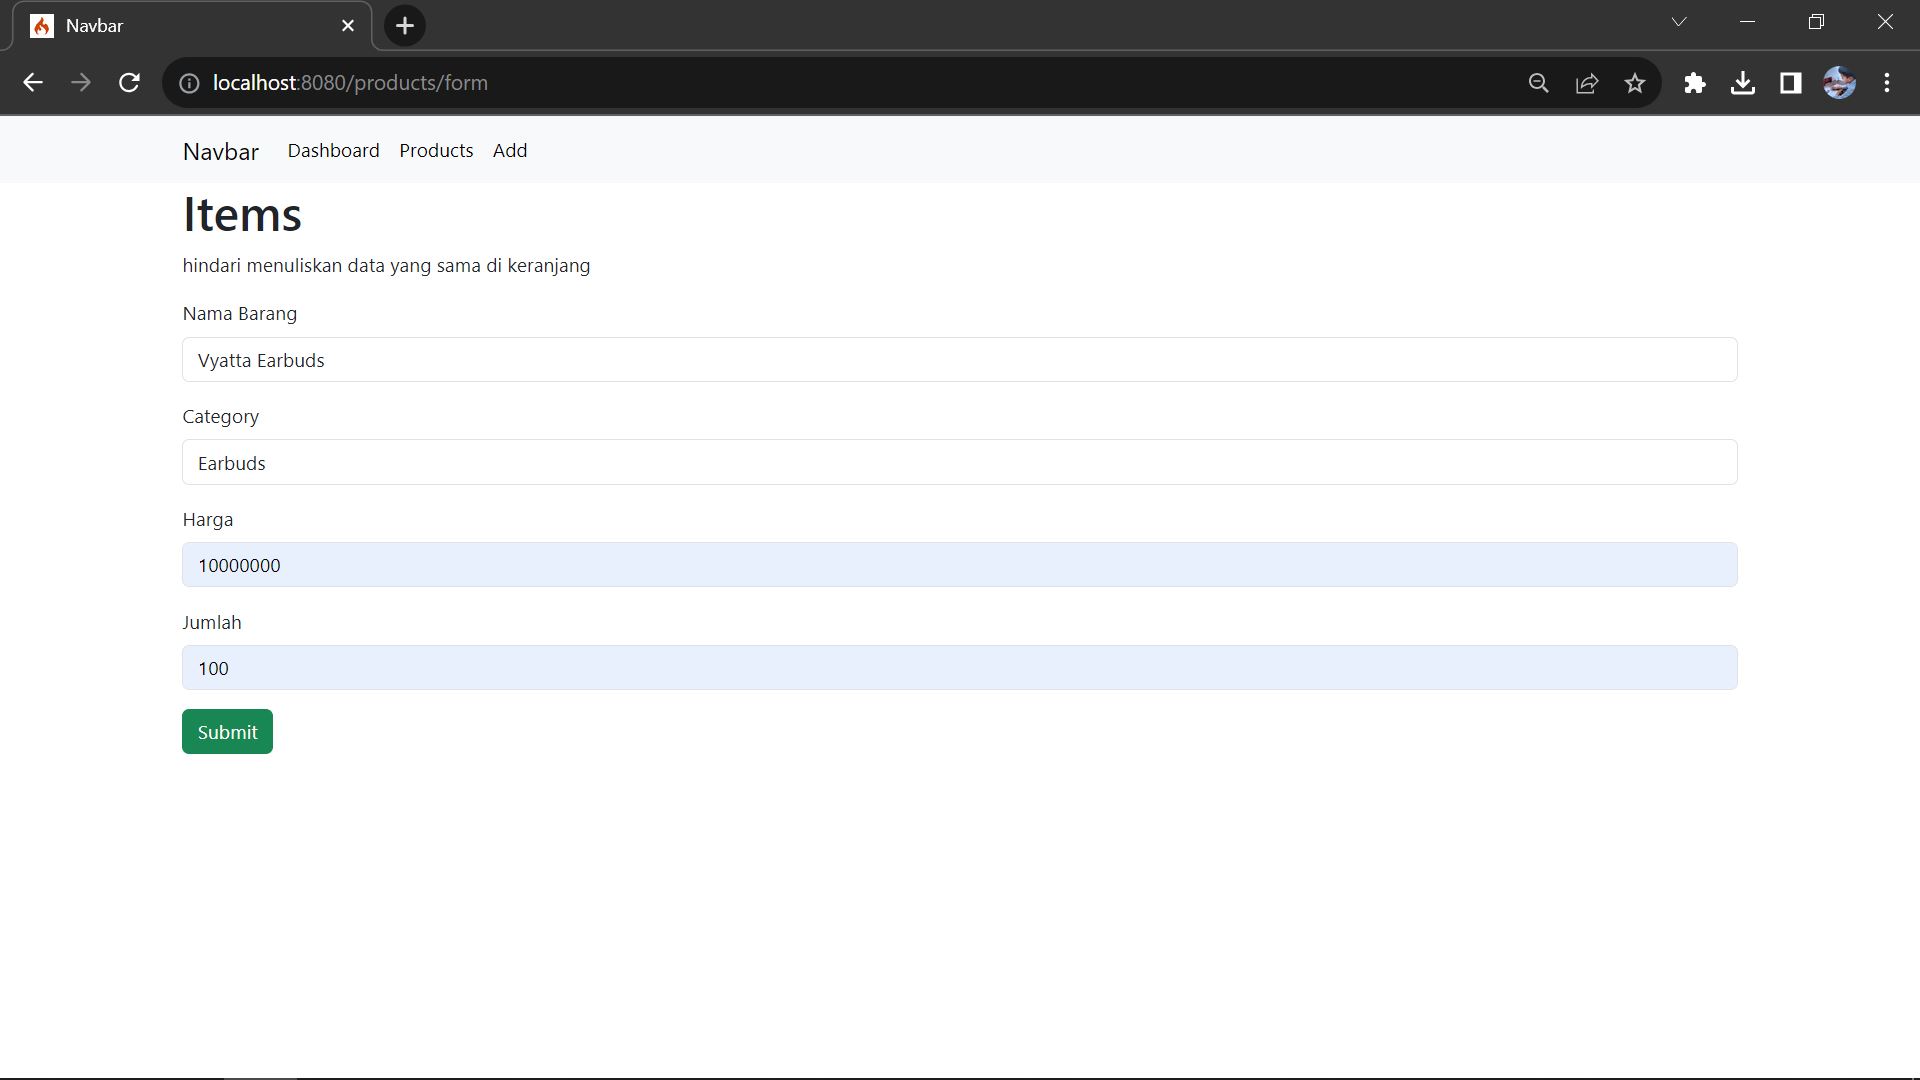 Navbar
localhost:8080/products/form
Navbar Dashboard Products Add
Items
hindari menuliskan data yang sama di keranjang
Nama Barang
Vyatta Earbuds
Category
Earbuds
Harga
10000000
Jumlah
100
Submit